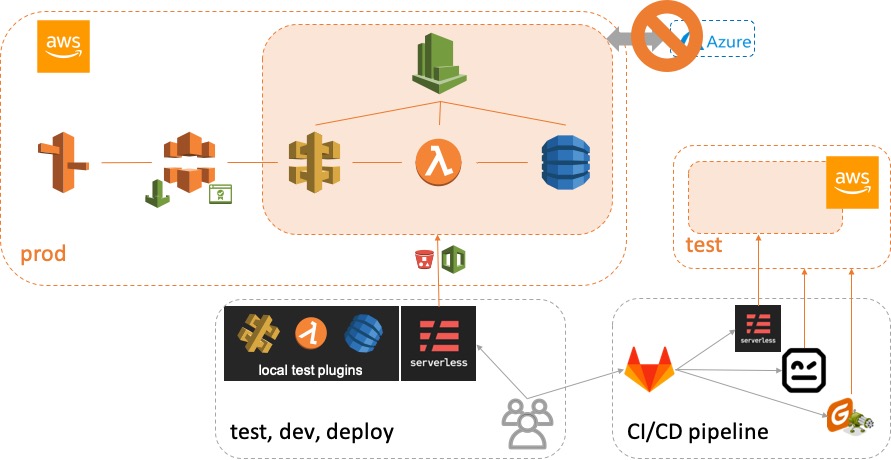 aws
Azure
aws
prod
test
local test plugins
serverless
serverless
test, dev, deploy
CI/CD pipeline